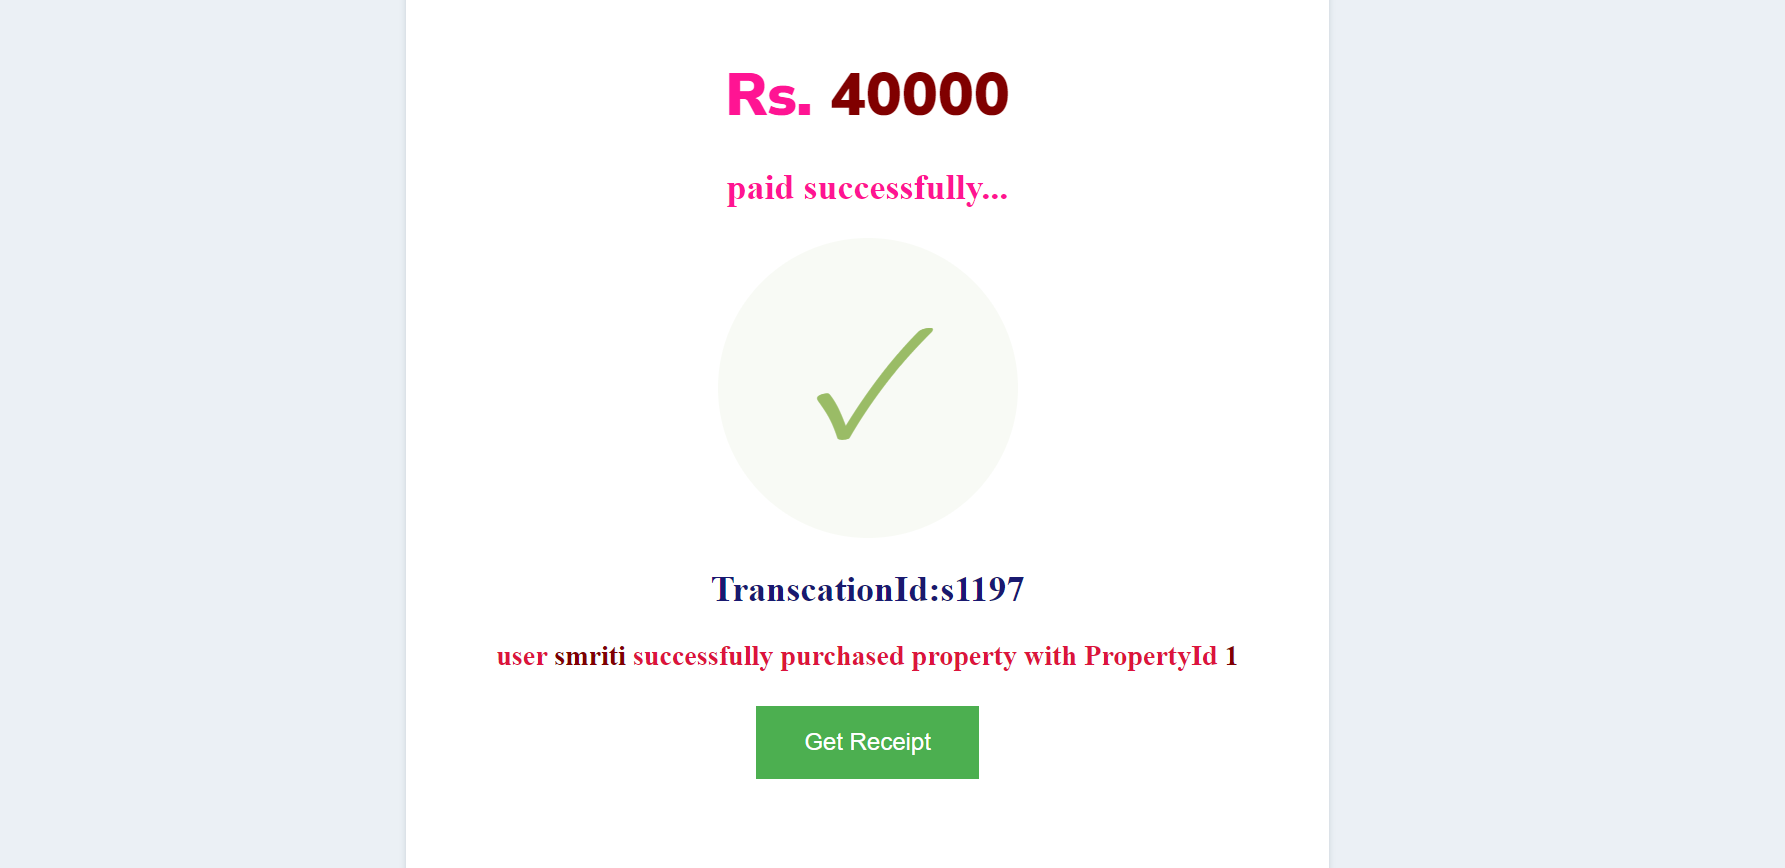 Rs. 40000
paid successfully...
✓
TranscationId:s1197
user smriti successfully purchased property with PropertyId 1
Get Receipt